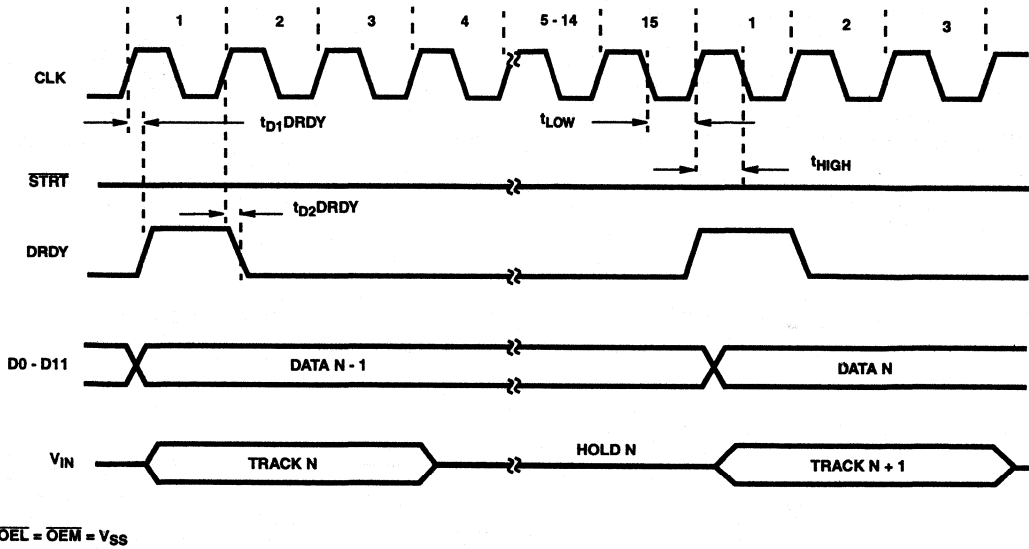 1 2 3 4 5 - 14 15 1 2 3
CLK
tD1DRDY tLOW
tHIGH
STRT
tD2DRDY
DRDY
D0 - D11 DATA N - 1 DATA N
VIN TRACK N HOLD N TRACK N + 1
OEL = OEM = VSS